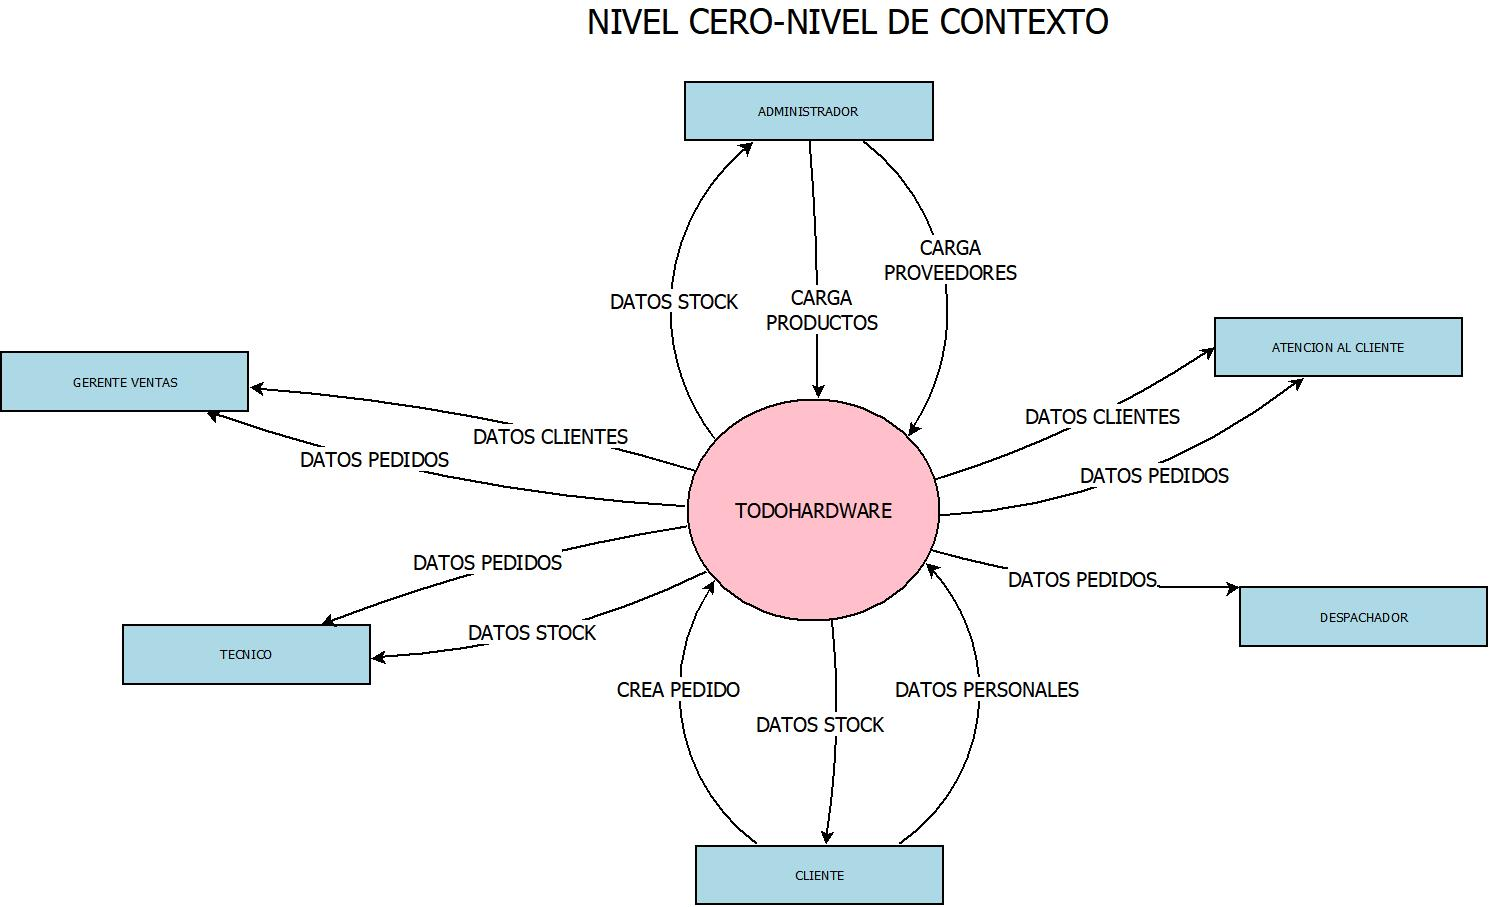 NIVEL CERO-NIVEL DE CONTEXTO
ADMINISTRADOR
DATOS STOCK
CARGA
PRODUCTOS
CARGA
PROVEEDORES
GERENTE VENTAS
ATENCION AL CLIENTE
DATOS CLIENTES
DATOS PEDIDOS
DATOS CLIENTES
DATOS PEDIDOS
TODOHARDWARE
DATOS PEDIDOS
DATOS STOCK
DATOS PEDIDOS
TECNICO
DESPACHADOR
CREA PEDIDO
DATOS STOCK
DATOS PERSONALES
CLIENTE